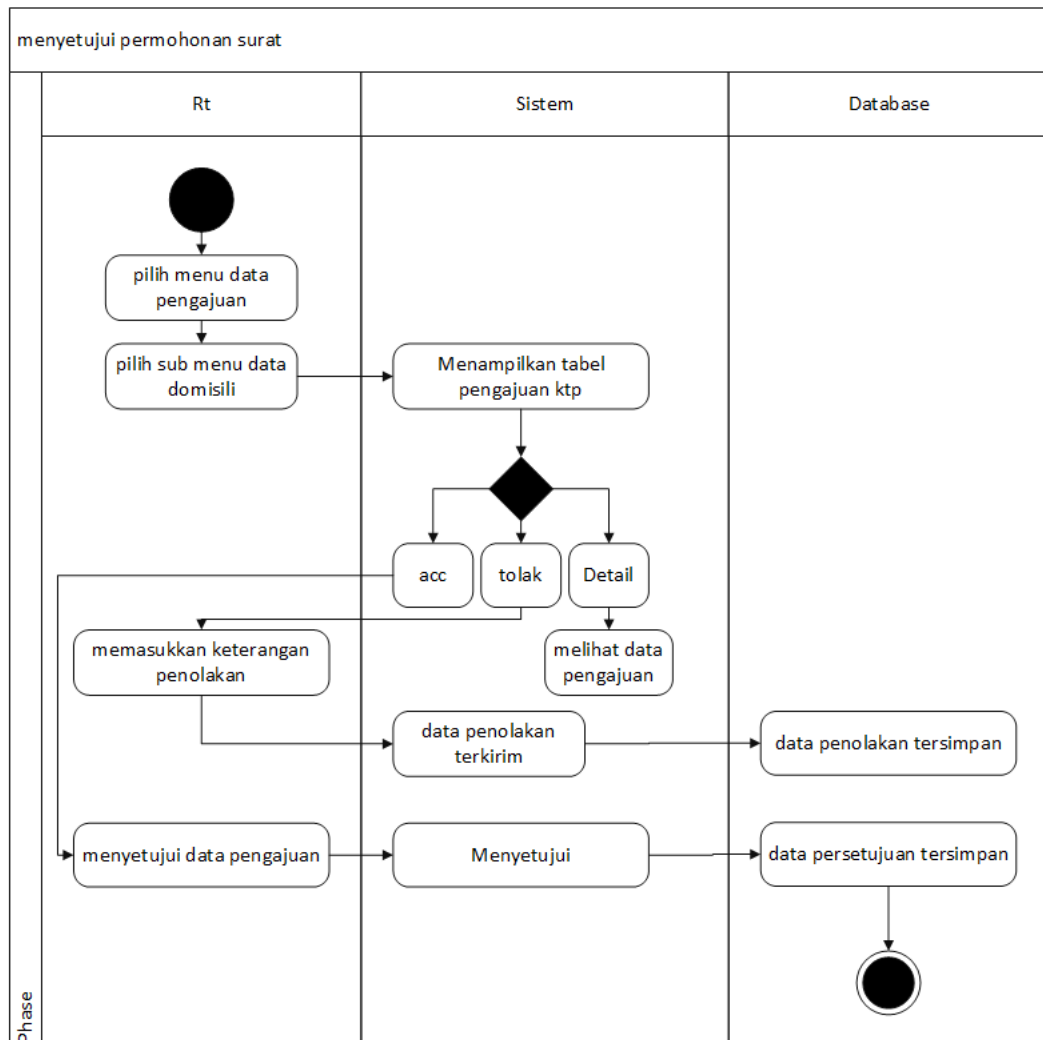 menyetujui permohonan surat
Rt
Sistem
Database
pilih menu data
pengajuan
pilih sub menu data
domisili
Menampilkan tabel
pengajuan ktp
acc
tolak
Detail
memasukkan keterangan
penolakan
melihat data
pengajuan
data penolakan
terkirim
data penolakan tersimpan
menyetujui data pengajuan
Menyetujui
data persetujuan tersimpan
Phase